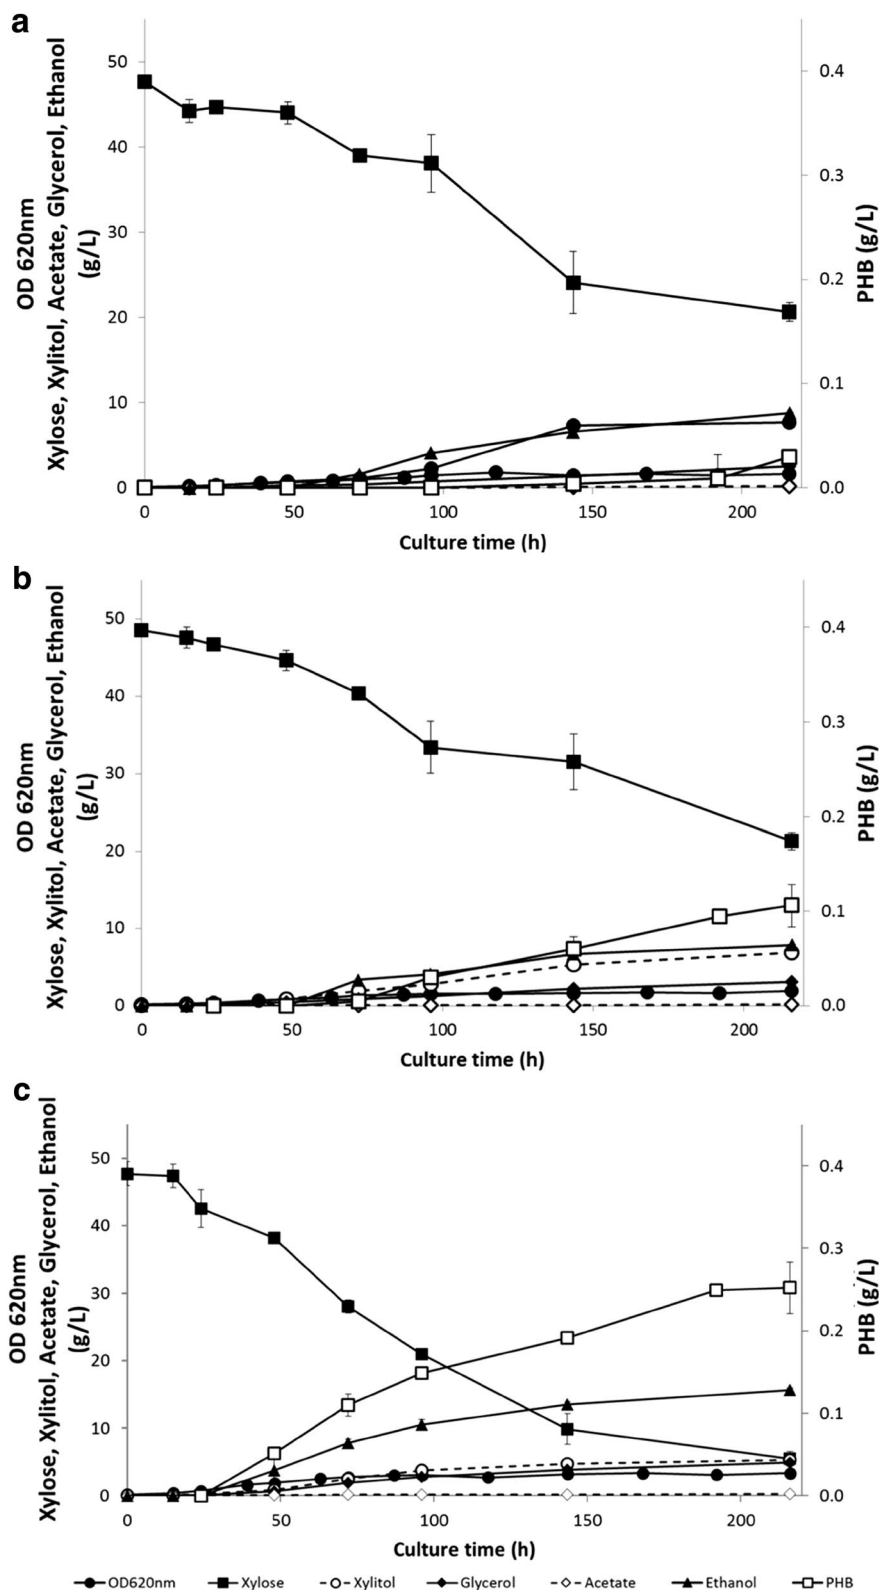 a
OD 620nm
Xylose, Xylitol, Acetate, Glycerol, Ethanol
(g/L)
50
40
30
20
10
0
0.4
0.3
0.2
0.1
0.0
PHB (g/L)
0 50 100 150 200
Culture time (h)
b
OD 620nm
Xylose, Xylitol, Acetate, Glycerol, Ethanol
(g/L)
50
40
30
20
10
0
0.4
0.3
0.2
0.1
0.0
PHB (g/L)
0 50 100 150 200
Culture time (h)
c
OD 620nm
Xylose, Xylitol, Acetate, Glycerol, Ethanol
(g/L)
50
40
30
20
10
0
0.4
0.3
0.2
0.1
0.0
PHB (g/L)
0 50 100 150 200
Culture time (h)
OD620nm Xylose Xylitol Glycerol Acetate Ethanol PHB